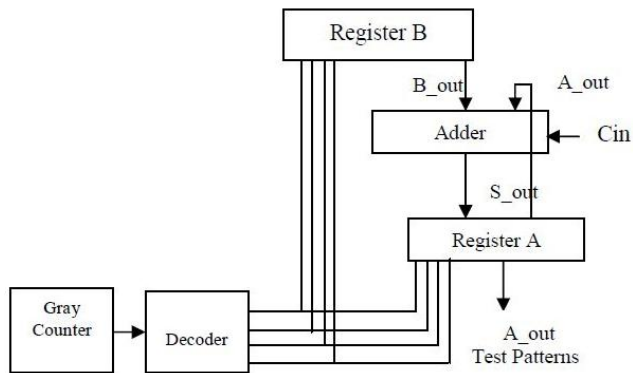 Register B
B_out
A_out
Adder
Cin
S_out
Register A
Gray
Counter
Decoder
A_out
Test Patterns